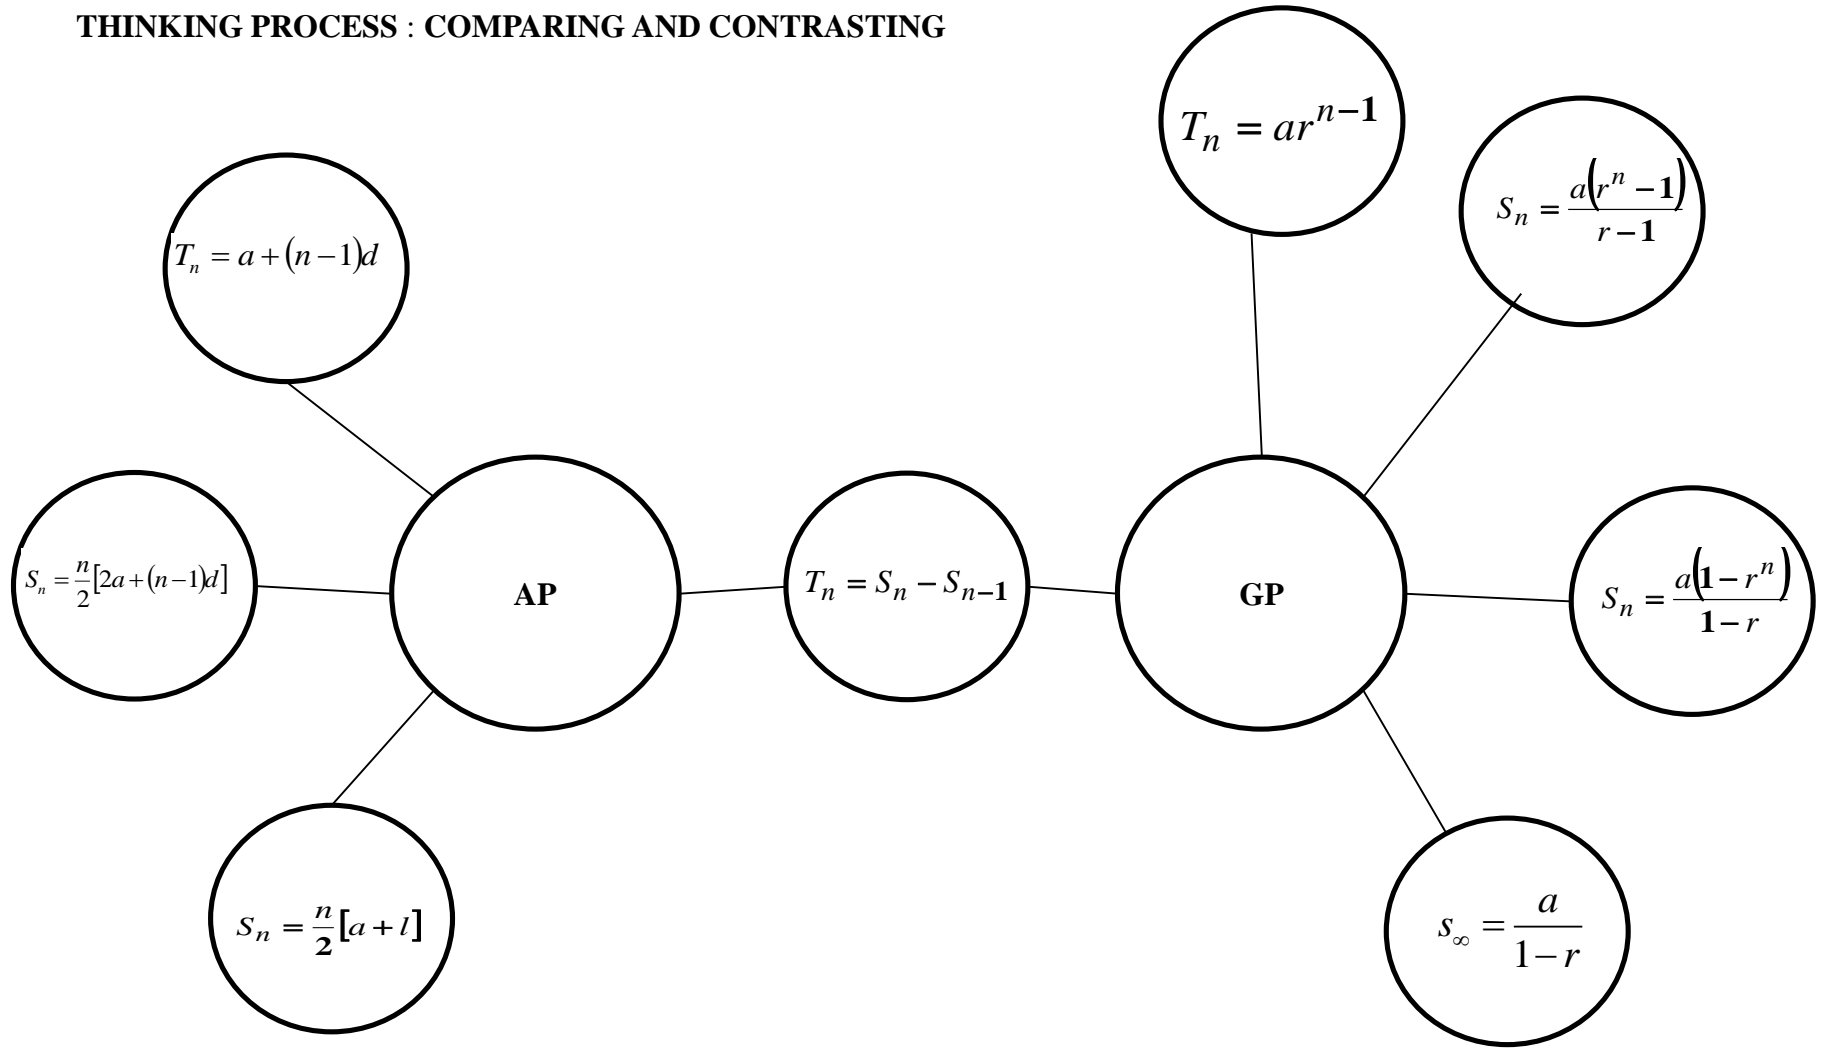 THINKING PROCESS : COMPARING AND CONTRASTING
T_n = a + (n − 1)d
S_n = n/2 [2a + (n − 1)d]
S_n = n/2 [a + l]
AP
T_n = S_n − S_{n−1}
GP
T_n = ar^{n−1}
S_n = a(r^n − 1)/(r − 1)
S_n = a(1 − r^n)/(1 − r)
s_∞ = a/(1 − r)